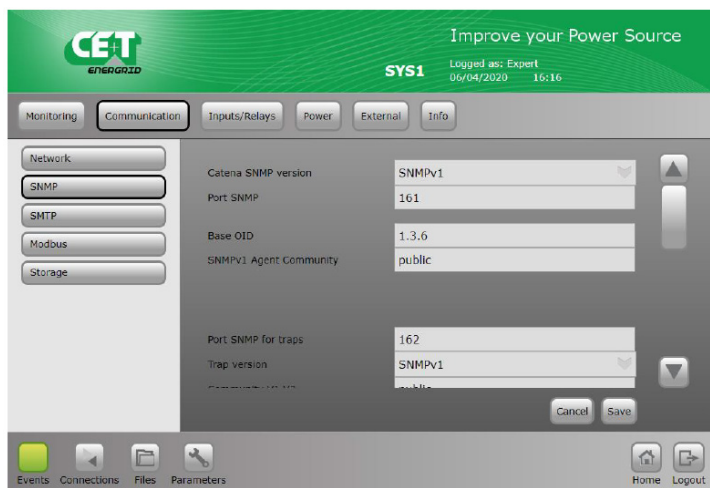 CE+T
ENERGRID
Improve your Power Source
SYS1
Logged as: Expert
06/04/2020 16:16
Monitoring Communication Inputs/Relays Power External Info
Network
SNMP
SMTP
Modbus
Storage
Catena SNMP version SNMPv1
Port SNMP 161
Base OID 1.3.6
SNMPv1 Agent Community public
Port SNMP for traps 162
Trap version SNMPv1
Cancel Save
Events Connections Files Parameters Home Logout